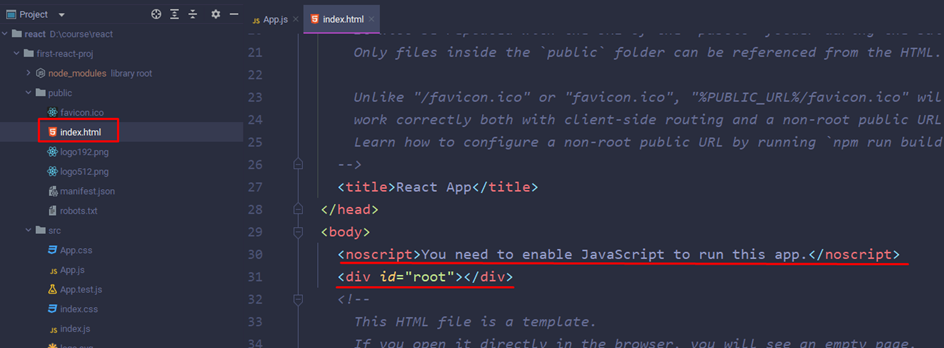 Project
App.js
index.html
react D:\course\react
first-react-proj
node_modules library root
public
favicon.ico
index.html
logo192.png
logo512.png
manifest.json
robots.txt
src
App.css
App.js
App.test.js
index.css
index.js
21 Only files inside the `public` folder can be referenced from the HTML.
22
23 Unlike "/favicon.ico" or "favicon.ico", "%PUBLIC_URL%/favicon.ico" wil
24 work correctly both with client-side routing and a non-root public URL
25 Learn how to configure a non-root public URL by running `npm run build
26 -->
27 <title>React App</title>
28 </head>
29 <body>
30 <noscript>You need to enable JavaScript to run this app.</noscript>
31 <div id="root"></div>
32 <!--
33 This HTML file is a template.
34 If you open it directly in the browser, you will see an empty page.